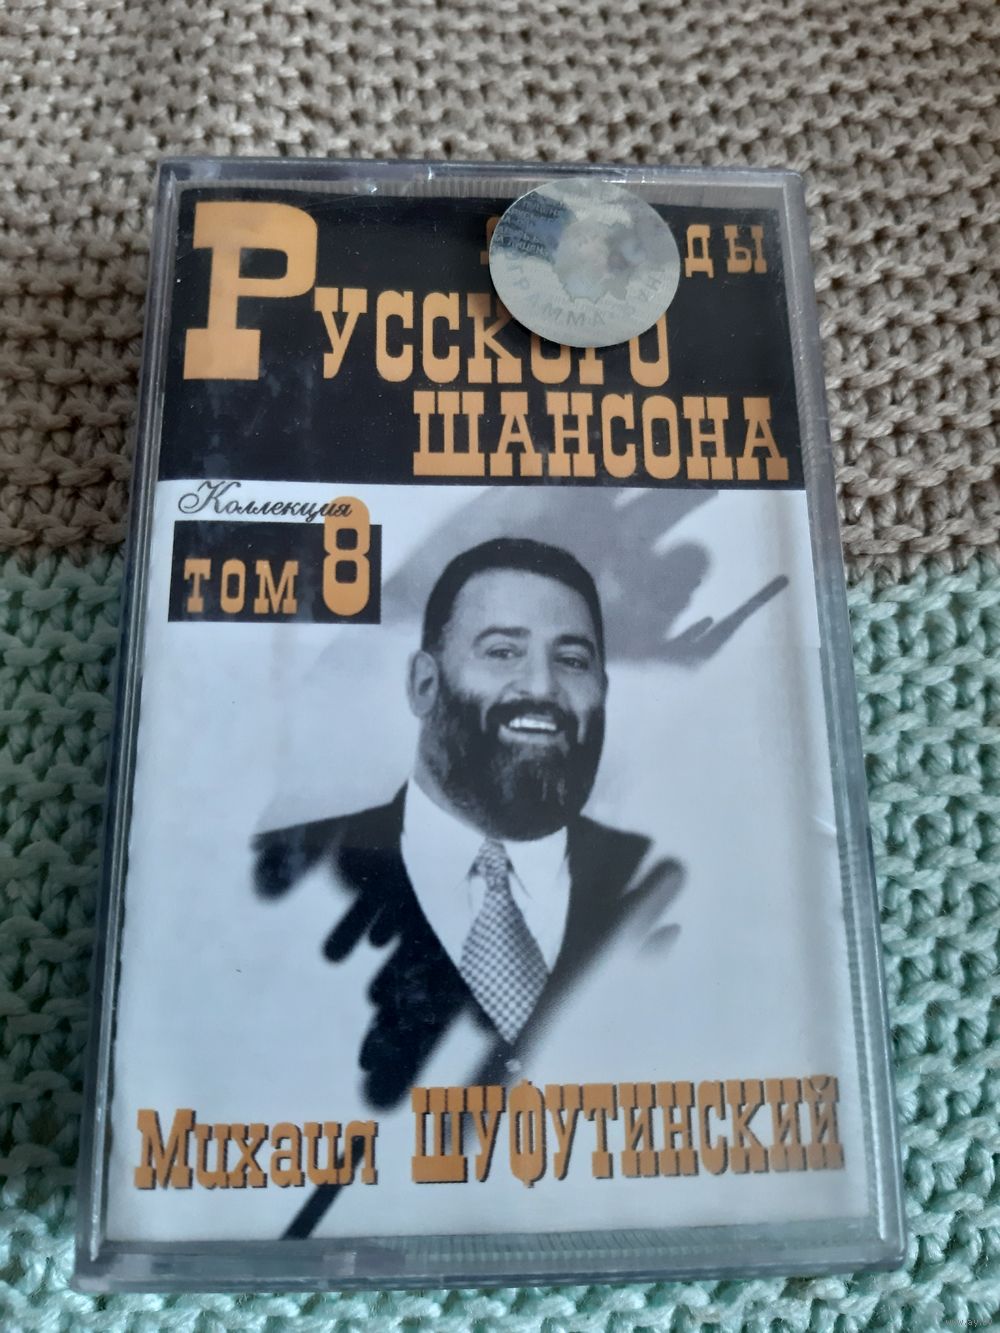 ДЫ
РУССКОГО
ШАНСОНА
Коллекция
ТОМ 8
Михаил ШУФУТИНСКИЙ